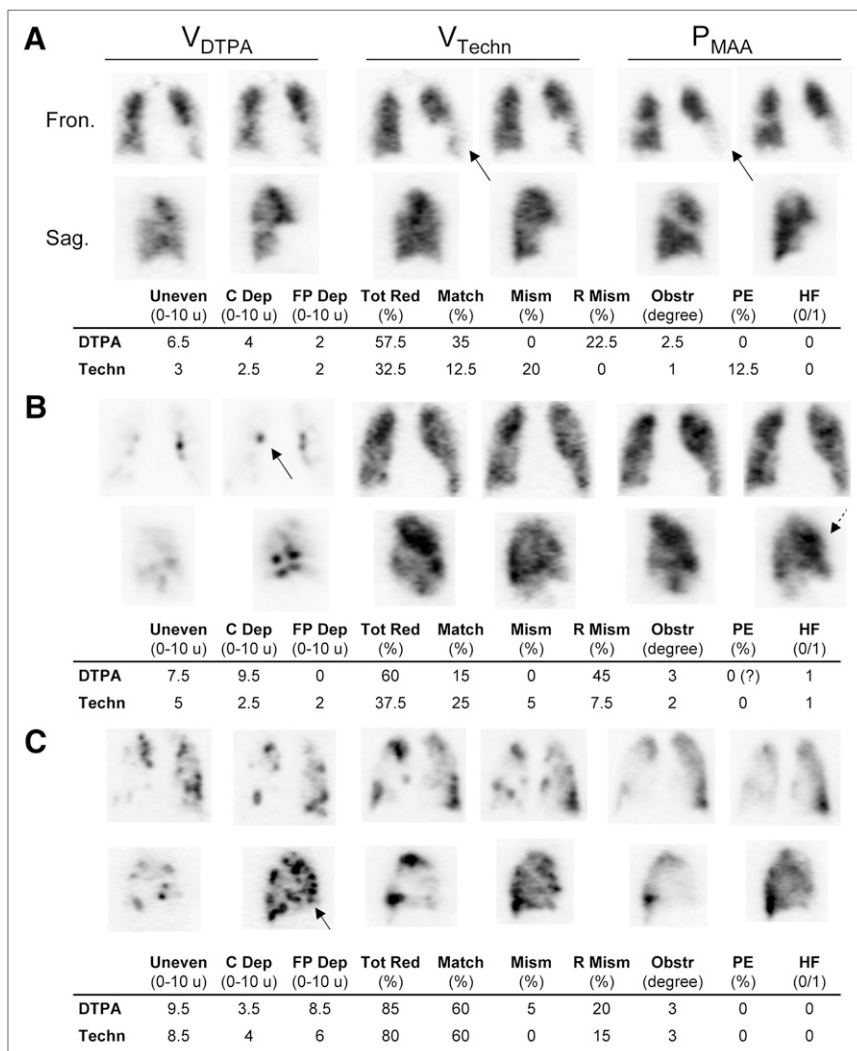 A
V_DTPA V_Techn P_MAA
Fron.
Sag.
Uneven C Dep FP Dep Tot Red Match Mism R Mism Obstr PE HF
(0-10 u) (0-10 u) (0-10 u) (%) (%) (%) (%) (degree) (%) (0/1)
DTPA 6.5 4 2 57.5 35 0 22.5 2.5 0 0
Techn 3 2.5 2 32.5 12.5 20 0 1 12.5 0
B
Uneven C Dep FP Dep Tot Red Match Mism R Mism Obstr PE HF
(0-10 u) (0-10 u) (0-10 u) (%) (%) (%) (%) (degree) (%) (0/1)
DTPA 7.5 9.5 0 60 15 0 45 3 0 (?) 1
Techn 5 2.5 2 37.5 25 5 7.5 2 0 1
C
Uneven C Dep FP Dep Tot Red Match Mism R Mism Obstr PE HF
(0-10 u) (0-10 u) (0-10 u) (%) (%) (%) (%) (degree) (%) (0/1)
DTPA 9.5 3.5 8.5 85 60 5 20 3 0 0
Techn 8.5 4 6 80 60 0 15 3 0 0